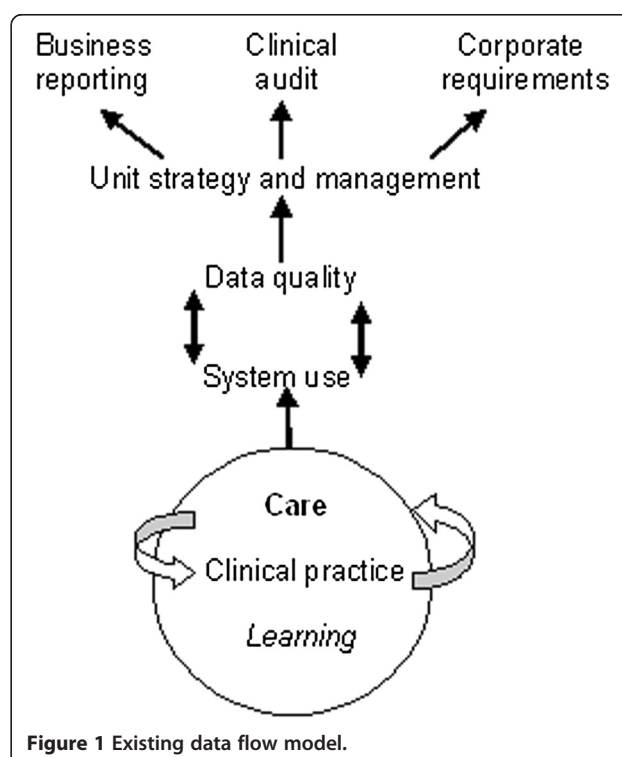 Business reporting
Clinical audit
Corporate requirements
Unit strategy and management
Data quality
System use
Care
Clinical practice
Learning
Figure 1 Existing data flow model.